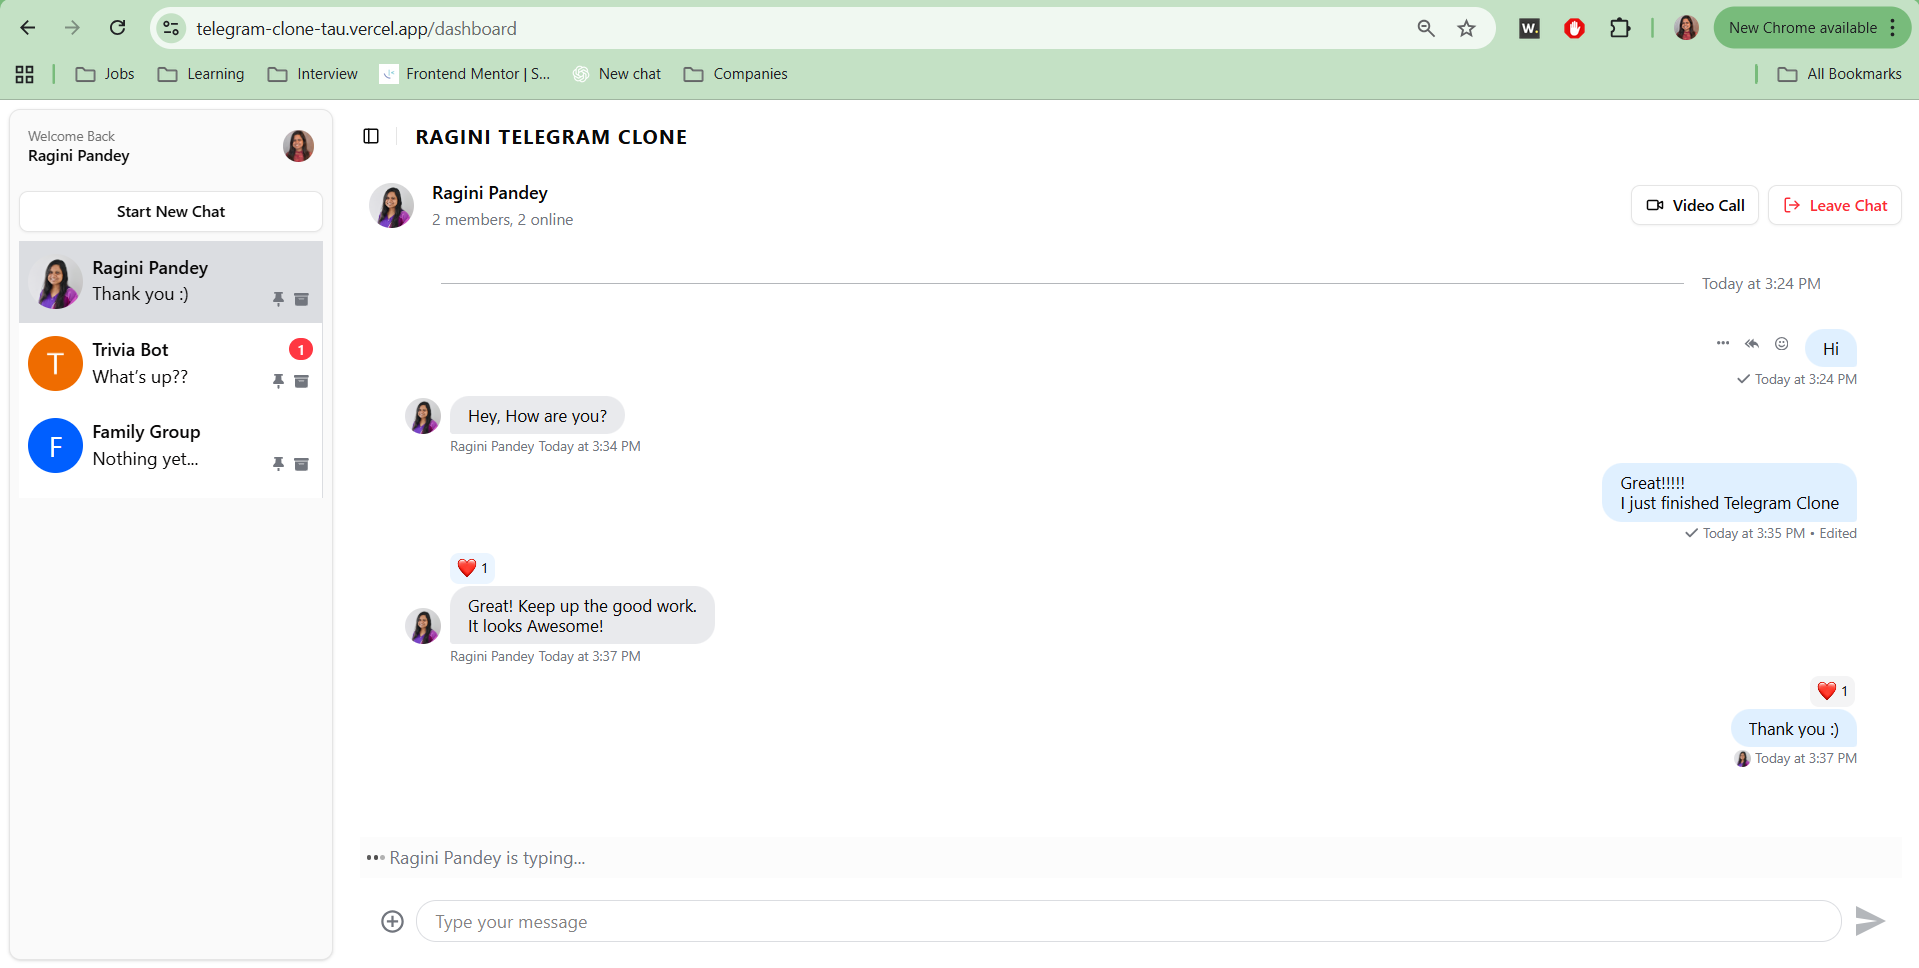 telegram-clone-tau.vercel.app/dashboard
W.
New Chrome available
Jobs
Learning
Interview
Frontend Mentor | S...
New chat
Companies
All Bookmarks
Welcome Back
Ragini Pandey
Start New Chat
Ragini Pandey
Thank you :)
T
Trivia Bot
1
What’s up??
F
Family Group
Nothing yet...
RAGINI TELEGRAM CLONE
Ragini Pandey
2 members, 2 online
Video Call
Leave Chat
Today at 3:24 PM
Hi
Today at 3:24 PM
Hey, How are you?
Ragini Pandey Today at 3:34 PM
Great!!!!!
I just finished Telegram Clone
Today at 3:35 PM • Edited
❤️ 1
Great! Keep up the good work.
It looks Awesome!
Ragini Pandey Today at 3:37 PM
❤️ 1
Thank you :)
Today at 3:37 PM
Ragini Pandey is typing...
Type your message